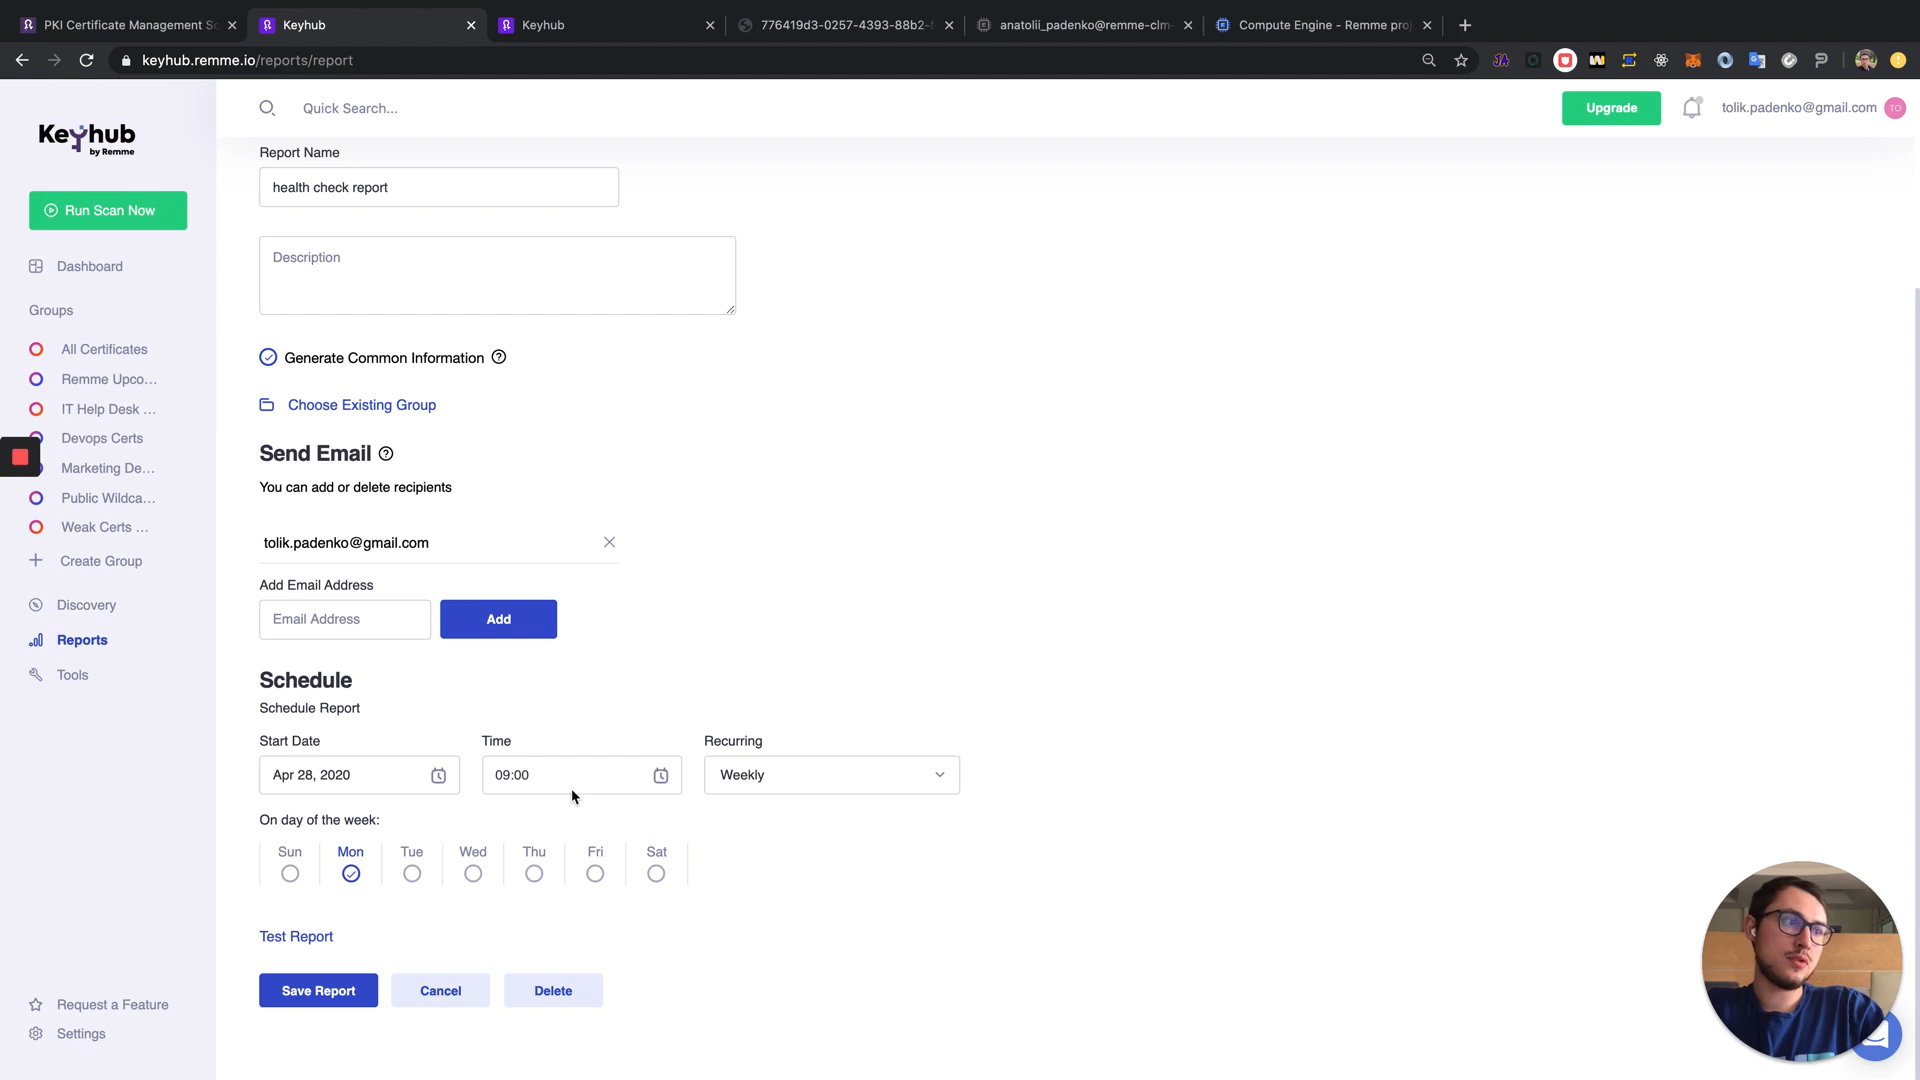 PKI Certificate Management So
Keyhub
Keyhub
776419d3-0257-4393-88b2-
anatolii_padenko@remme-clm-
Compute Engine - Remme proj
keyhub.remme.io/reports/report
Keyhub
by Remme
Quick Search...
Upgrade
tolik.padenko@gmail.com
TO
Run Scan Now
Dashboard
Groups
All Certificates
Remme Upco...
IT Help Desk ...
Devops Certs
Marketing De...
Public Wildca...
Weak Certs ...
Create Group
Discovery
Reports
Tools
Request a Feature
Settings
Report Name
health check report
Description
Generate Common Information
Choose Existing Group
Send Email
You can add or delete recipients
tolik.padenko@gmail.com
Add Email Address
Email Address
Add
Schedule
Schedule Report
Start Date
Time
Recurring
Apr 28, 2020
09:00
Weekly
On day of the week:
Sun
Mon
Tue
Wed
Thu
Fri
Sat
Test Report
Save Report
Cancel
Delete